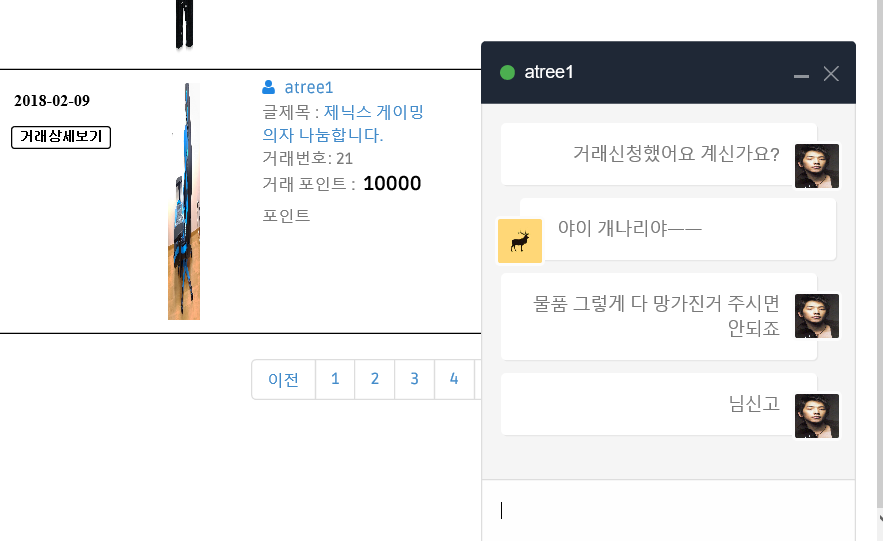 2018-02-09
거래상세보기
atree1
글제목 : 제닉스 게이밍
의자 나눔합니다.
거래번호: 21
거래 포인트 : 10000
포인트
이전 1 2 3 4
atree1
거래신청했어요 계신가요?
야이 개나리야ㅡㅡ
물품 그렇게 다 망가진거 주시면
안되죠
님신고